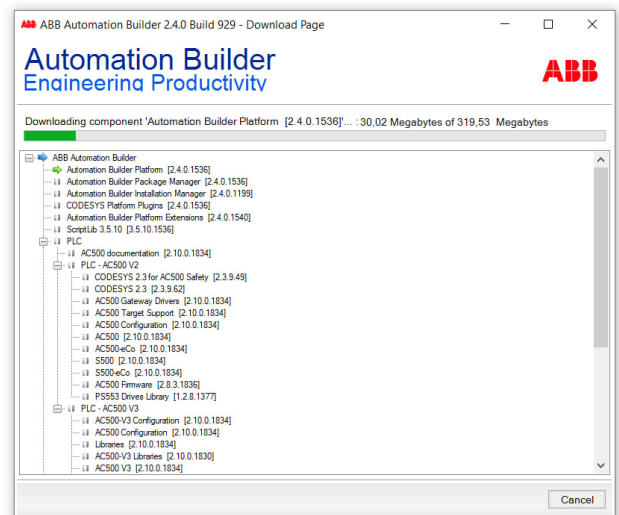 ABB ABB Automation Builder 2.4.0 Build 929 - Download Page
Automation Builder
Engineering Productivity
ABB
Downloading component 'Automation Builder Platform [2.4.0.1536]'... : 30,02 Megabytes of 319,53 Megabytes
ABB Automation Builder
Automation Builder Platform [2.4.0.1536]
Automation Builder Package Manager [2.4.0.1536]
Automation Builder Installation Manager [2.4.0.1199]
CODESYS Platform Plugins [2.4.0.1536]
Automation Builder Platform Extensions [2.4.0.1540]
ScriptLib 3.5.10 [3.5.10.1536]
PLC
AC500 documentation [2.10.0.1834]
PLC - AC500 V2
CODESYS 2.3 for AC500 Safety [2.3.9.49]
CODESYS 2.3 [2.3.9.62]
AC500 Gateway Drivers [2.10.0.1834]
AC500 Target Support [2.10.0.1834]
AC500 Configuration [2.10.0.1834]
AC500 [2.10.0.1834]
AC500-eCo [2.10.0.1834]
S500 [2.10.0.1834]
S500-eCo [2.10.0.1834]
AC500 Firmware [2.8.3.1836]
PS553 Drives Library [1.2.8.1377]
PLC - AC500 V3
AC500-V3 Configuration [2.10.0.1834]
AC500 Configuration [2.10.0.1834]
Libraries [2.10.0.1834]
AC500-V3 Libraries [2.10.0.1830]
AC500 V3 [2.10.0.1834]
Cancel